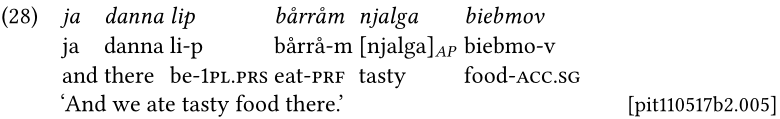 (28) ja danna lip bårråm njalga biebmov
ja danna li-p bårrå-m [njalga]AP biebmo-v
and there be-1PL.PRS eat-PRF tasty food-ACC.SG
‘And we ate tasty food there.’ [pit110517b2.005]